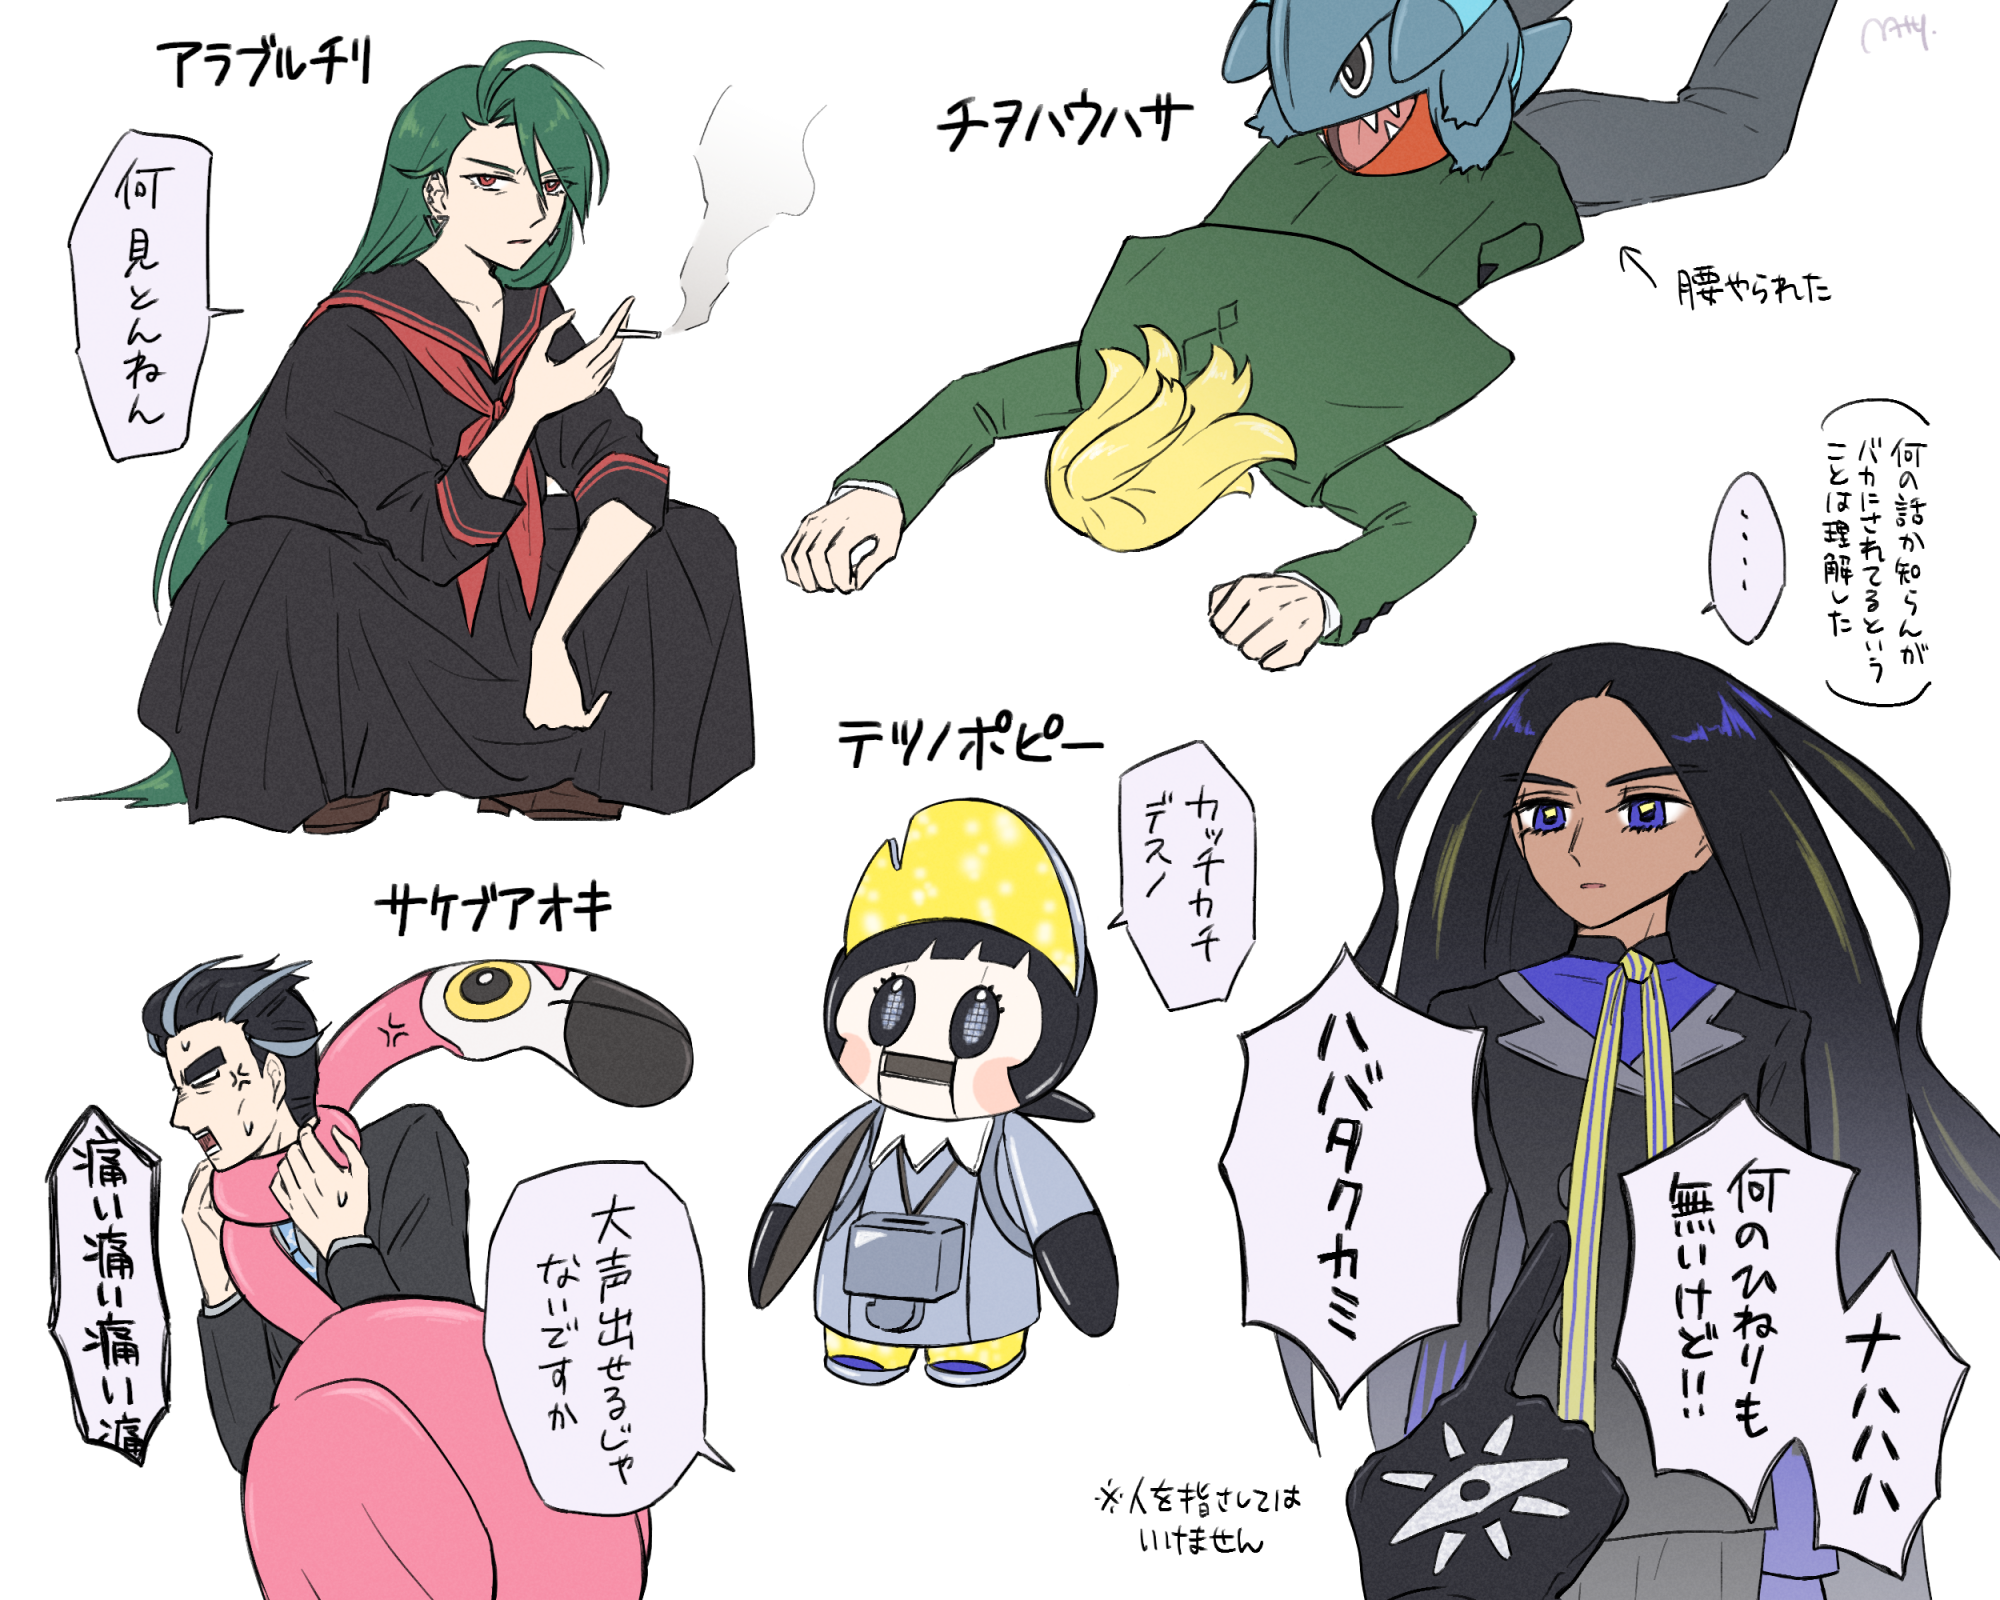 アラブルチリ
何見とんねん
チヲハウハサ
腰やられた
何の話か知らんが
バカにされてるという
ことは理解した
・・・・
テツノポピー
カッチカチ
デスノ
サケブアオキ
痛い痛い痛い痛
大声出せるじゃ
ないですか
ハバタクカミ
何のひねりも
無いけど!!
ナハハハ
※人を指さしては
いけません